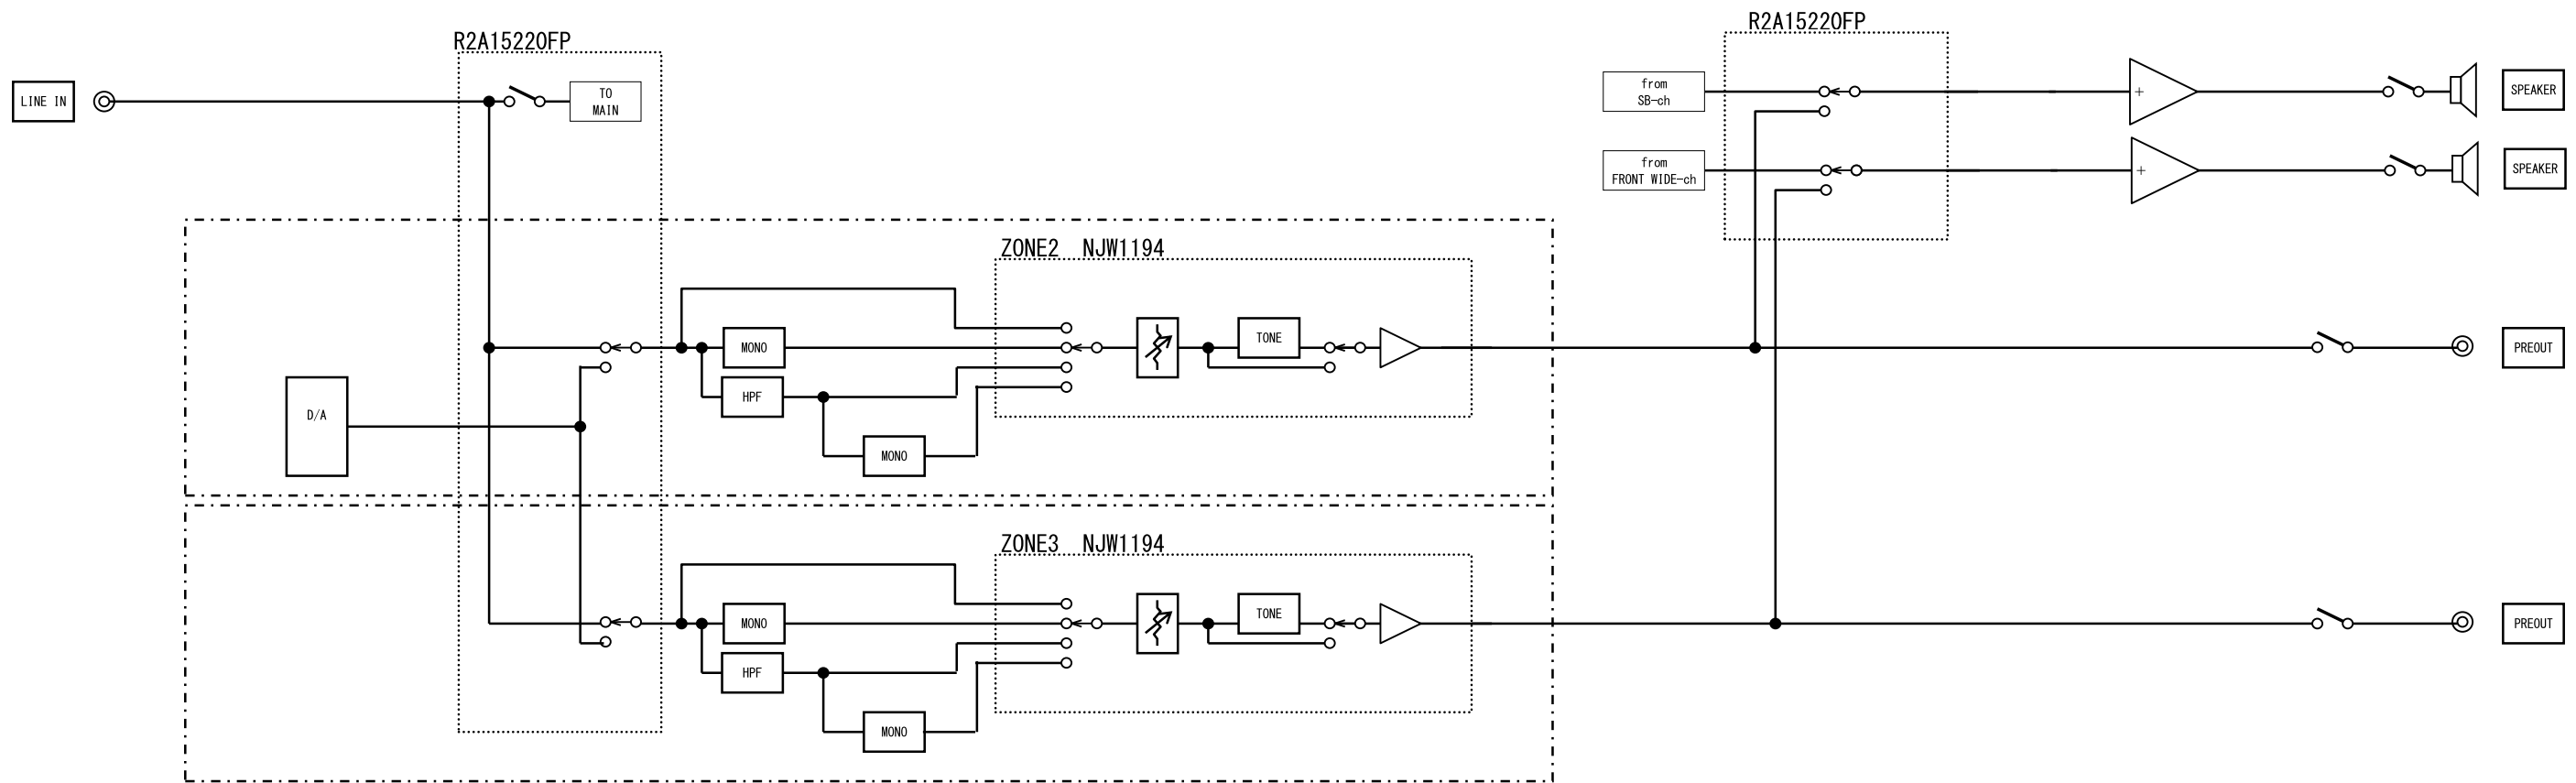 R2A15220FP
R2A15220FP
LINE IN
TO
MAIN
from
SB-ch
+
SPEAKER
from
FRONT WIDE-ch
+
SPEAKER
ZONE2 NJW1194
MONO
TONE
PREOUT
HPF
D/A
MONO
ZONE3 NJW1194
MONO
TONE
PREOUT
HPF
MONO